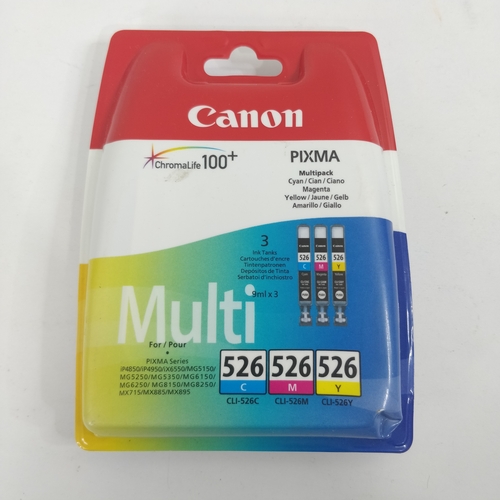 Canon
ChromaLife 100+
PIXMA
Multipack
Cyan / Cian / Ciano
Magenta
Yellow / Jaune / Gelb
Amarillo / Giallo
3
Ink Tanks
Cartouches d'encre
Tintenpatronen
Depósitos de Tinta
Serbatoi d'inchiostro
9ml x 3
526 526 526
C M Y
Multi
For / Pour
PIXMA Series
iP4850/iP4950/iX6550/MG5150/
MG5250/MG5350/MG6150/
MG6250/MG8150/MG8250/
MX715/MX885/MX895
526 526 526
C M Y
CLI-526C CLI-526M CLI-526Y